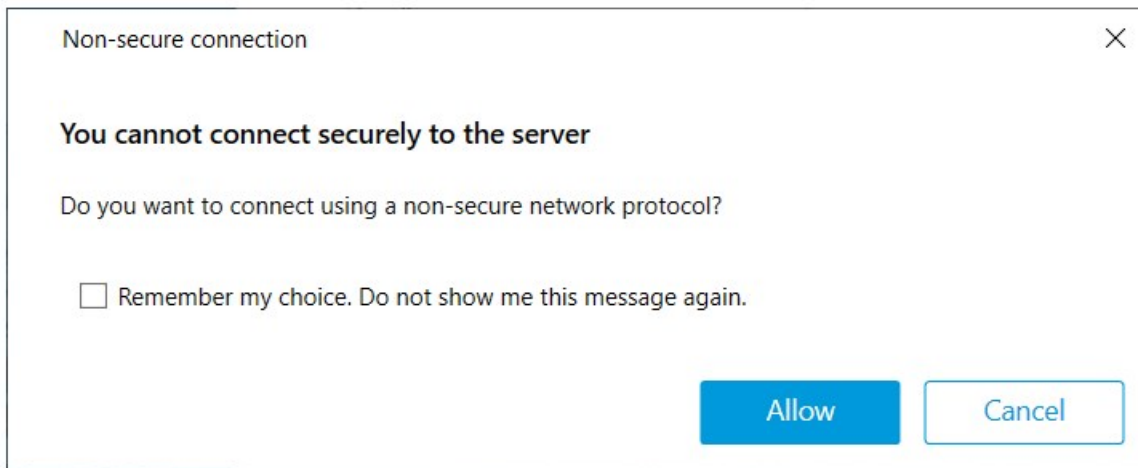 Non-secure connection
You cannot connect securely to the server
Do you want to connect using a non-secure network protocol?
Remember my choice. Do not show me this message again.
Allow
Cancel